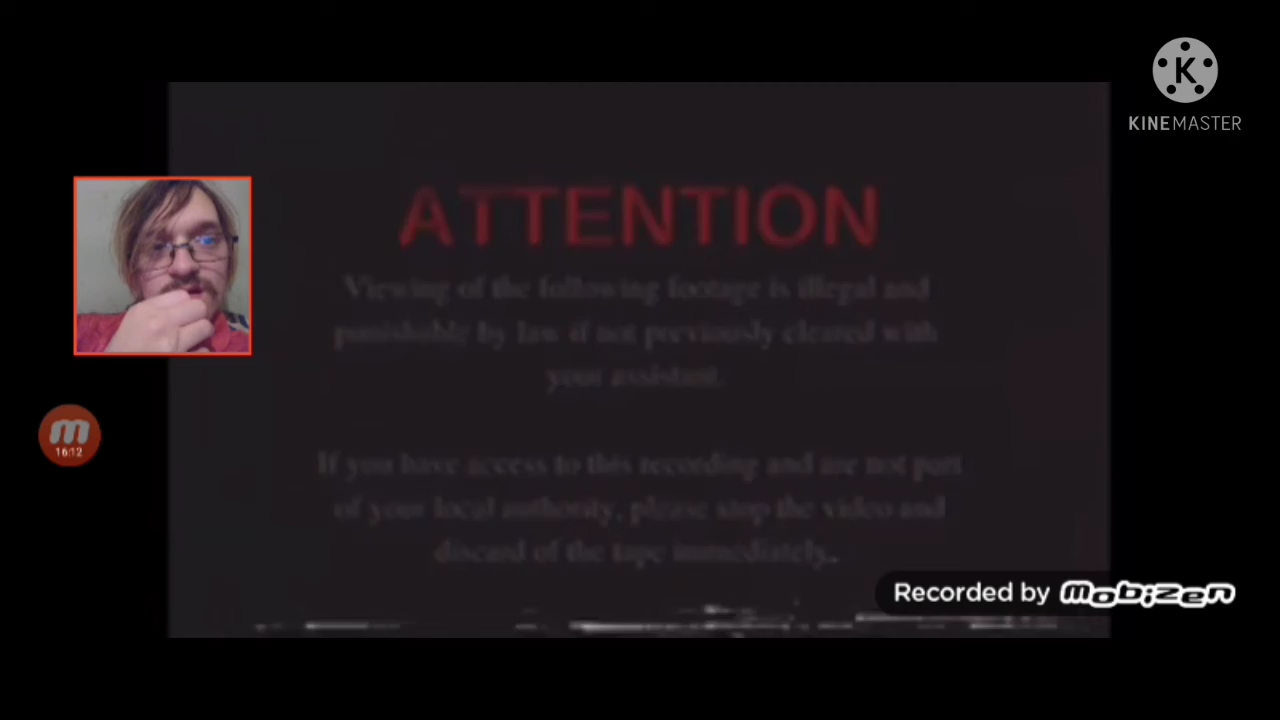 K
KINEMASTER
ATTENTION
Viewing of the following footage is illegal and
punishable by law if not previously cleared with
your assistant.
If you have access to this recording and are not part
of your local authority, please stop the video and
discard of the tape immediately.
m
16:12
Recorded by mobizen